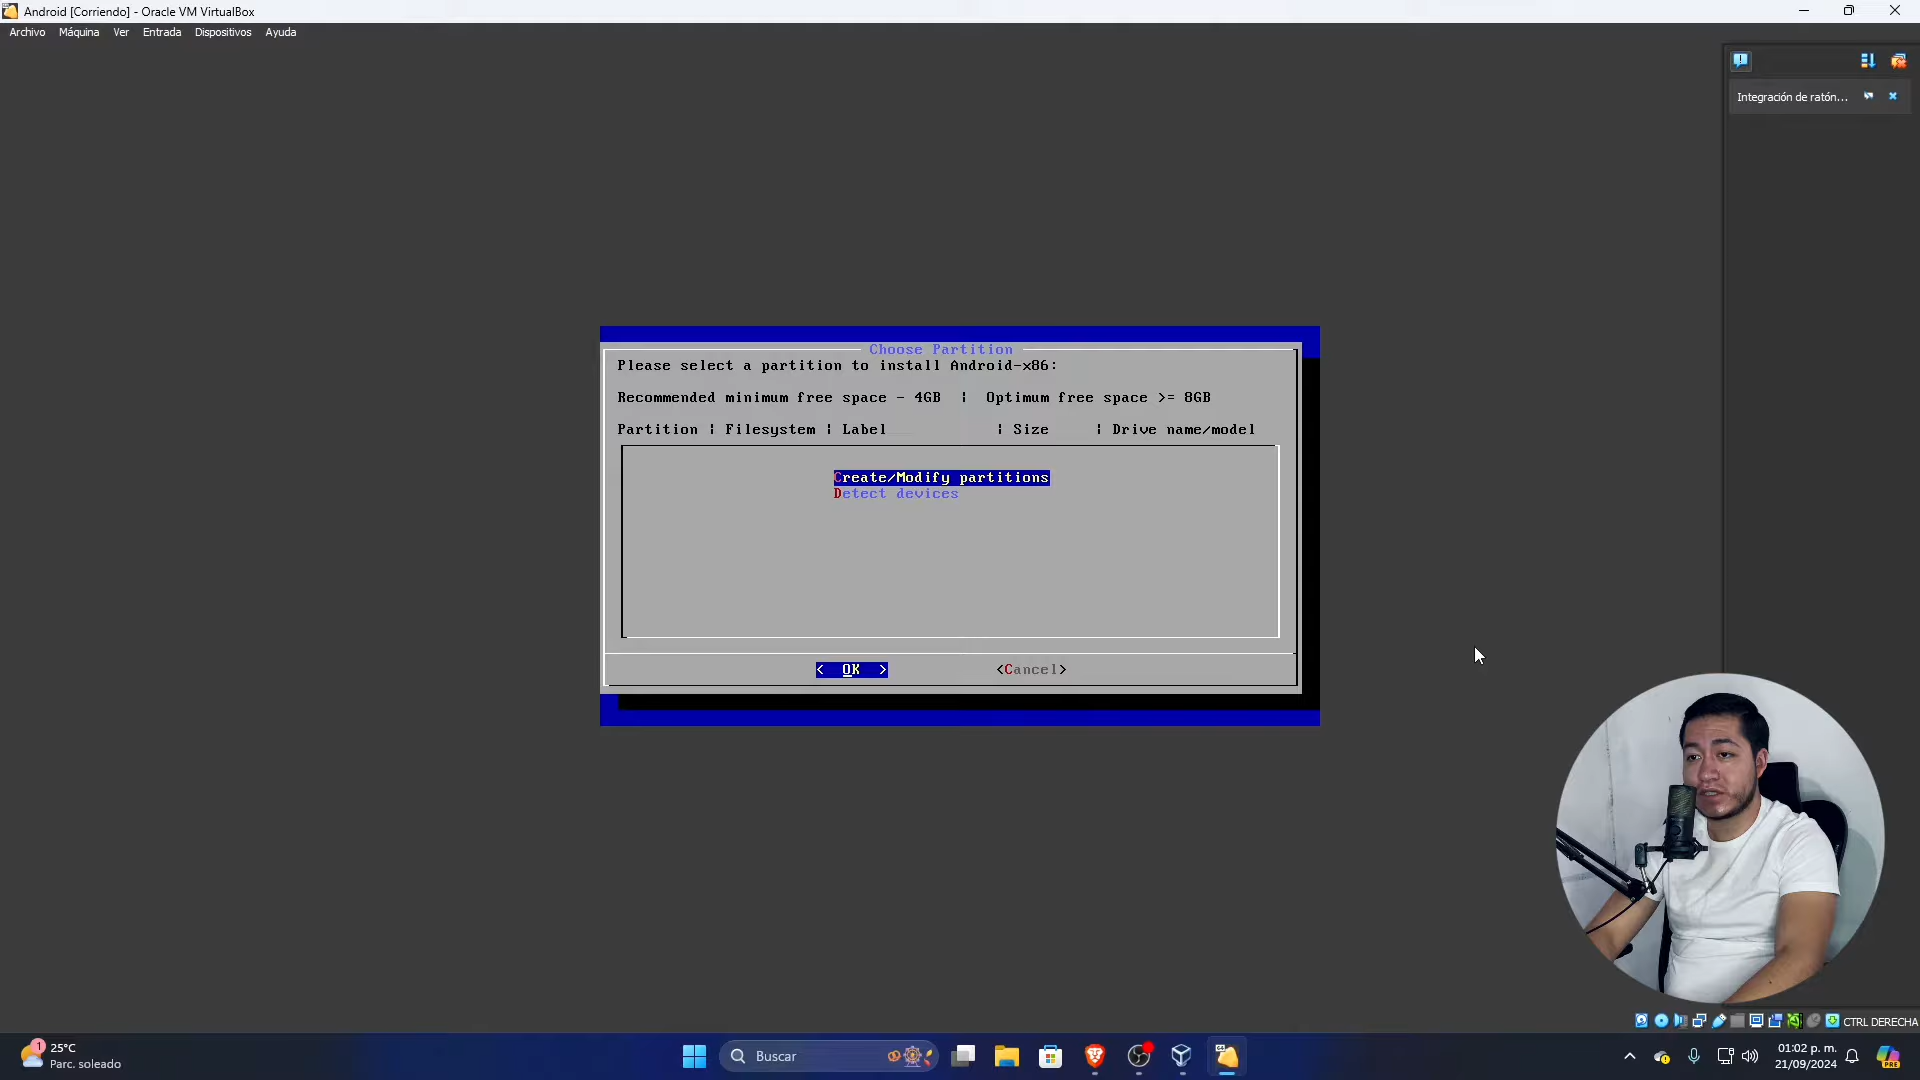 Android [Corriendo] - Oracle VM VirtualBox
Archivo Máquina Ver Entrada Dispositivos Ayuda
Integración de ratón...
Choose Partition
Please select a partition to install Android-x86:
Recommended minimum free space - 4GB | Optimum free space >= 8GB
Partition | Filesystem | Label | Size | Drive name/model
Create/Modify partitions
Detect devices
< OK > <Cancel>
CTRL DERECHA
1
25°C
Parc. soleado
Buscar
64
01:02 p. m.
21/09/2024
PRE